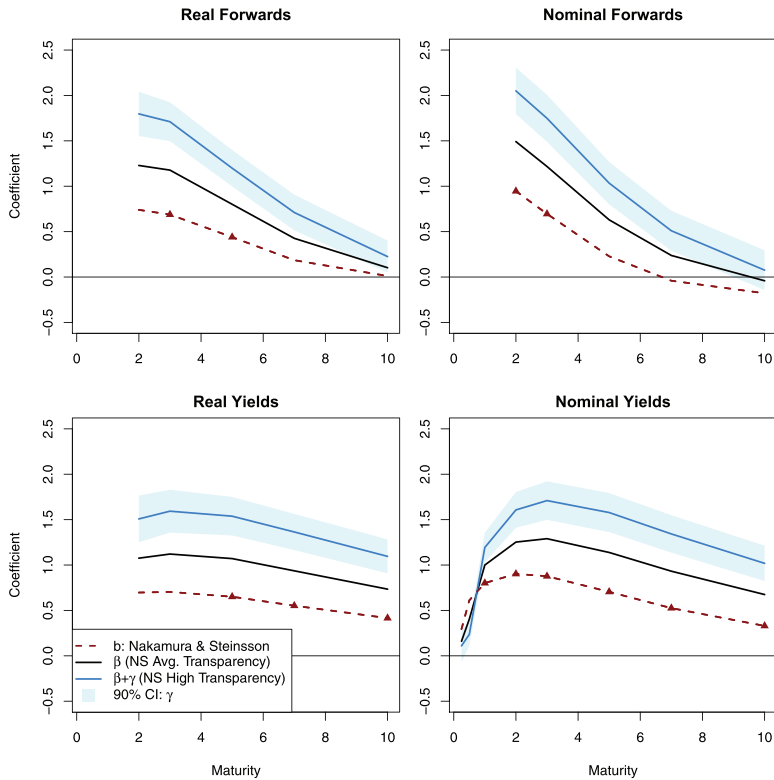 Real Forwards
Nominal Forwards
Coefficient
2.5
2.0
1.5
1.0
0.5
0.0
−0.5
0 2 4 6 8 10
2.5
2.0
1.5
1.0
0.5
0.0
−0.5
0 2 4 6 8 10
Real Yields
Nominal Yields
Coefficient
2.5
2.0
1.5
1.0
0.5
0.0
−0.5
b: Nakamura & Steinsson
β (NS Avg. Transparency)
β+γ (NS High Transparency)
90% CI: γ
0 2 4 6 8 10
Maturity
2.5
2.0
1.5
1.0
0.5
0.0
−0.5
0 2 4 6 8 10
Maturity